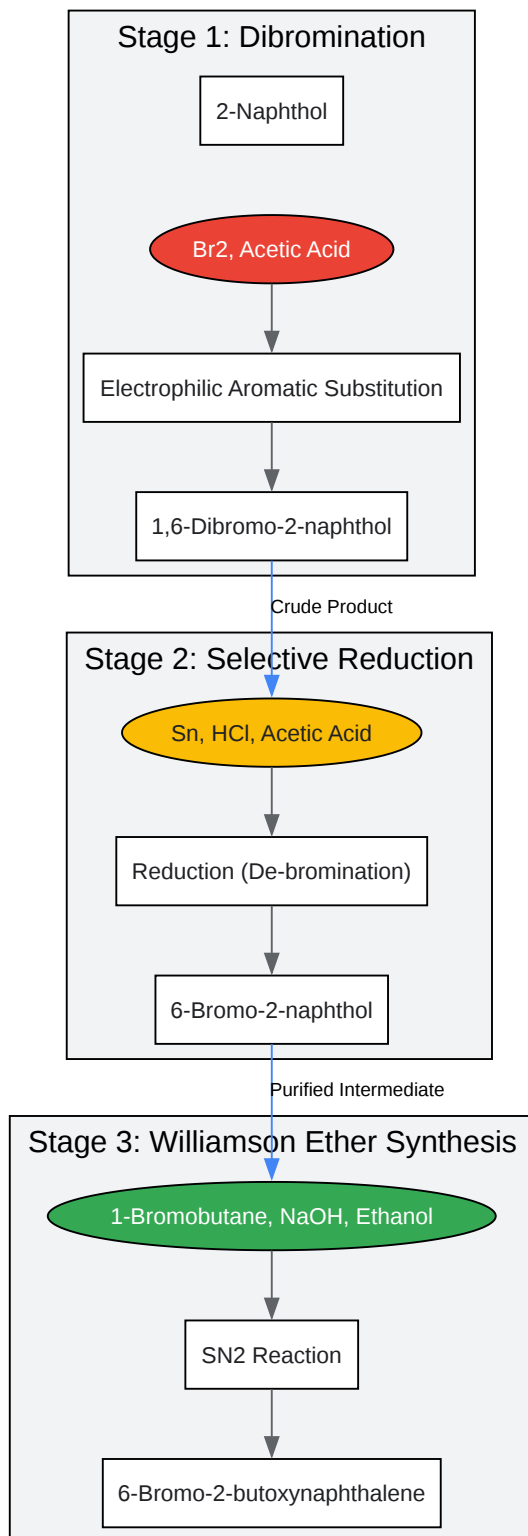 Stage 1: Dibromination
2-Naphthol
Br2, Acetic Acid
Electrophilic Aromatic Substitution
1,6-Dibromo-2-naphthol
Crude Product
Stage 2: Selective Reduction
Sn, HCl, Acetic Acid
Reduction (De-bromination)
6-Bromo-2-naphthol
Purified Intermediate
Stage 3: Williamson Ether Synthesis
1-Bromobutane, NaOH, Ethanol
SN2 Reaction
6-Bromo-2-butoxynaphthalene